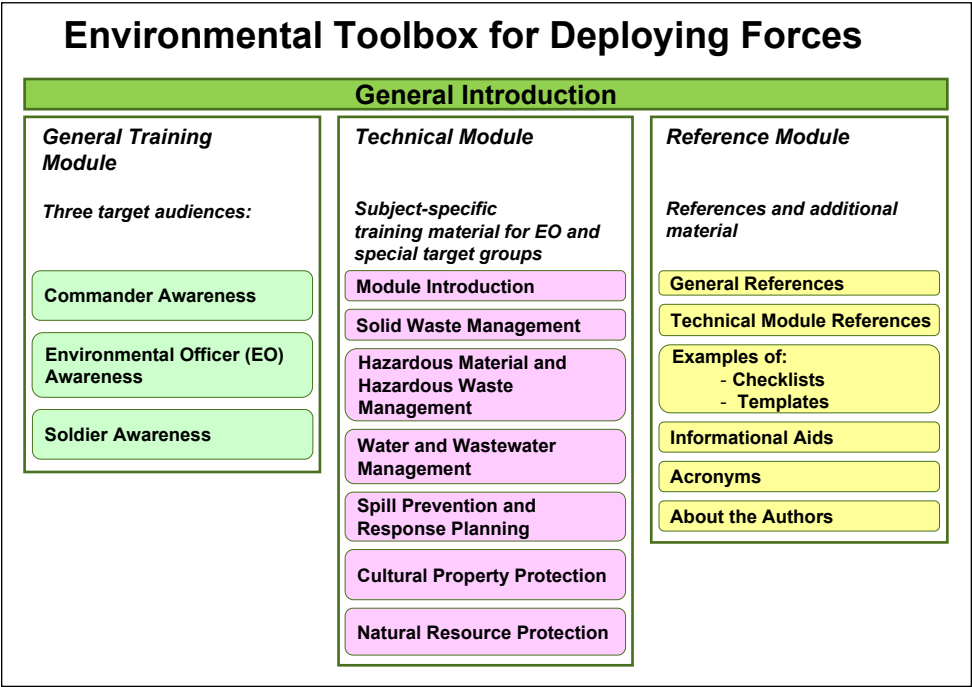 Environmental Toolbox for Deploying Forces
General Introduction
General Training
Module
Three target audiences:
Commander Awareness
Environmental Officer (EO)
Awareness
Soldier Awareness
Technical Module
Subject-specific
training material for EO and
special target groups
Module Introduction
Solid Waste Management
Hazardous Material and
Hazardous Waste
Management
Water and Wastewater
Management
Spill Prevention and
Response Planning
Cultural Property Protection
Natural Resource Protection
Reference Module
References and additional
material
General References
Technical Module References
Examples of:
- Checklists
- Templates
Informational Aids
Acronyms
About the Authors